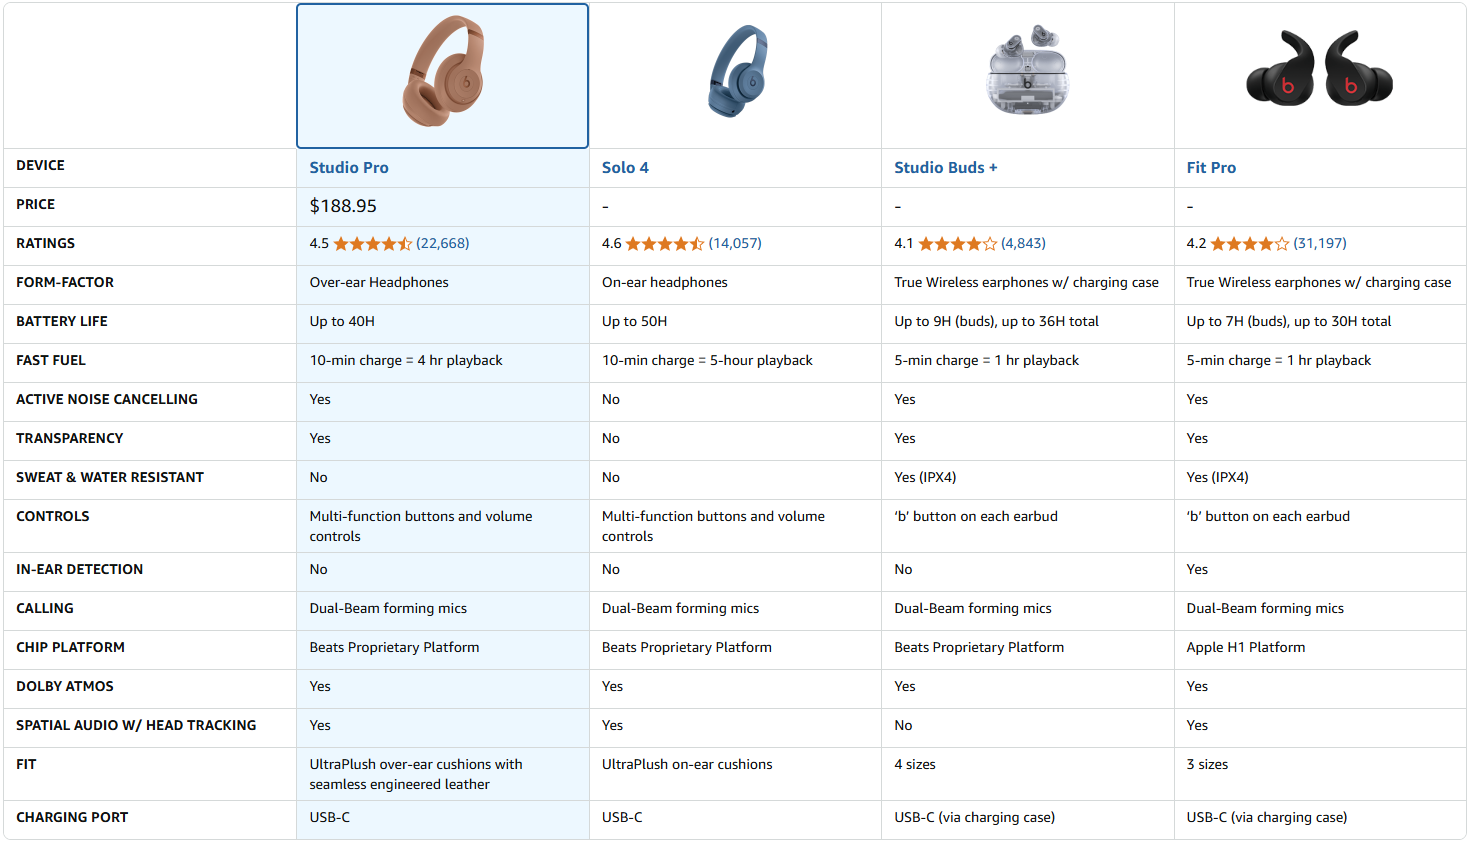 DEVICE Studio Pro Solo 4 Studio Buds + Fit Pro
PRICE $188.95 - - -
RATINGS 4.5 (22,668) 4.6 (14,057) 4.1 (4,843) 4.2 (31,197)
FORM-FACTOR Over-ear Headphones On-ear headphones True Wireless earphones w/ charging case True Wireless earphones w/ charging case
BATTERY LIFE Up to 40H Up to 50H Up to 9H (buds), up to 36H total Up to 7H (buds), up to 30H total
FAST FUEL 10-min charge = 4 hr playback 10-min charge = 5-hour playback 5-min charge = 1 hr playback 5-min charge = 1 hr playback
ACTIVE NOISE CANCELLING Yes No Yes Yes
TRANSPARENCY Yes No Yes Yes
SWEAT & WATER RESISTANT No No Yes (IPX4) Yes (IPX4)
CONTROLS Multi-function buttons and volume Multi-function buttons and volume ‘b’ button on each earbud ‘b’ button on each earbud
controls controls
IN-EAR DETECTION No No No Yes
CALLING Dual-Beam forming mics Dual-Beam forming mics Dual-Beam forming mics Dual-Beam forming mics
CHIP PLATFORM Beats Proprietary Platform Beats Proprietary Platform Beats Proprietary Platform Apple H1 Platform
DOLBY ATMOS Yes Yes Yes Yes
SPATIAL AUDIO W/ HEAD TRACKING Yes Yes No Yes
FIT UltraPlush over-ear cushions with UltraPlush on-ear cushions 4 sizes 3 sizes
seamless engineered leather
CHARGING PORT USB-C USB-C USB-C (via charging case) USB-C (via charging case)